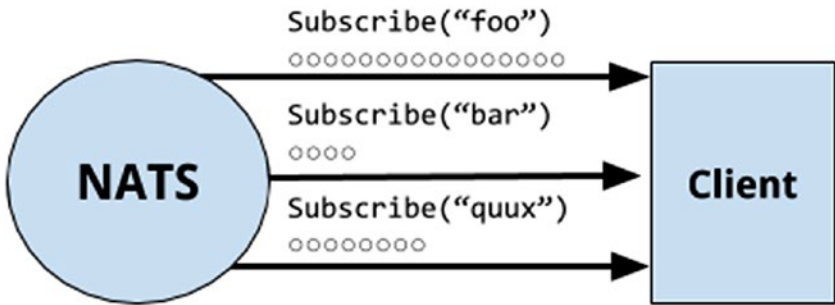 Subscribe(“foo”)
Subscribe(“bar”)
NATS
Client
Subscribe(“quux”)